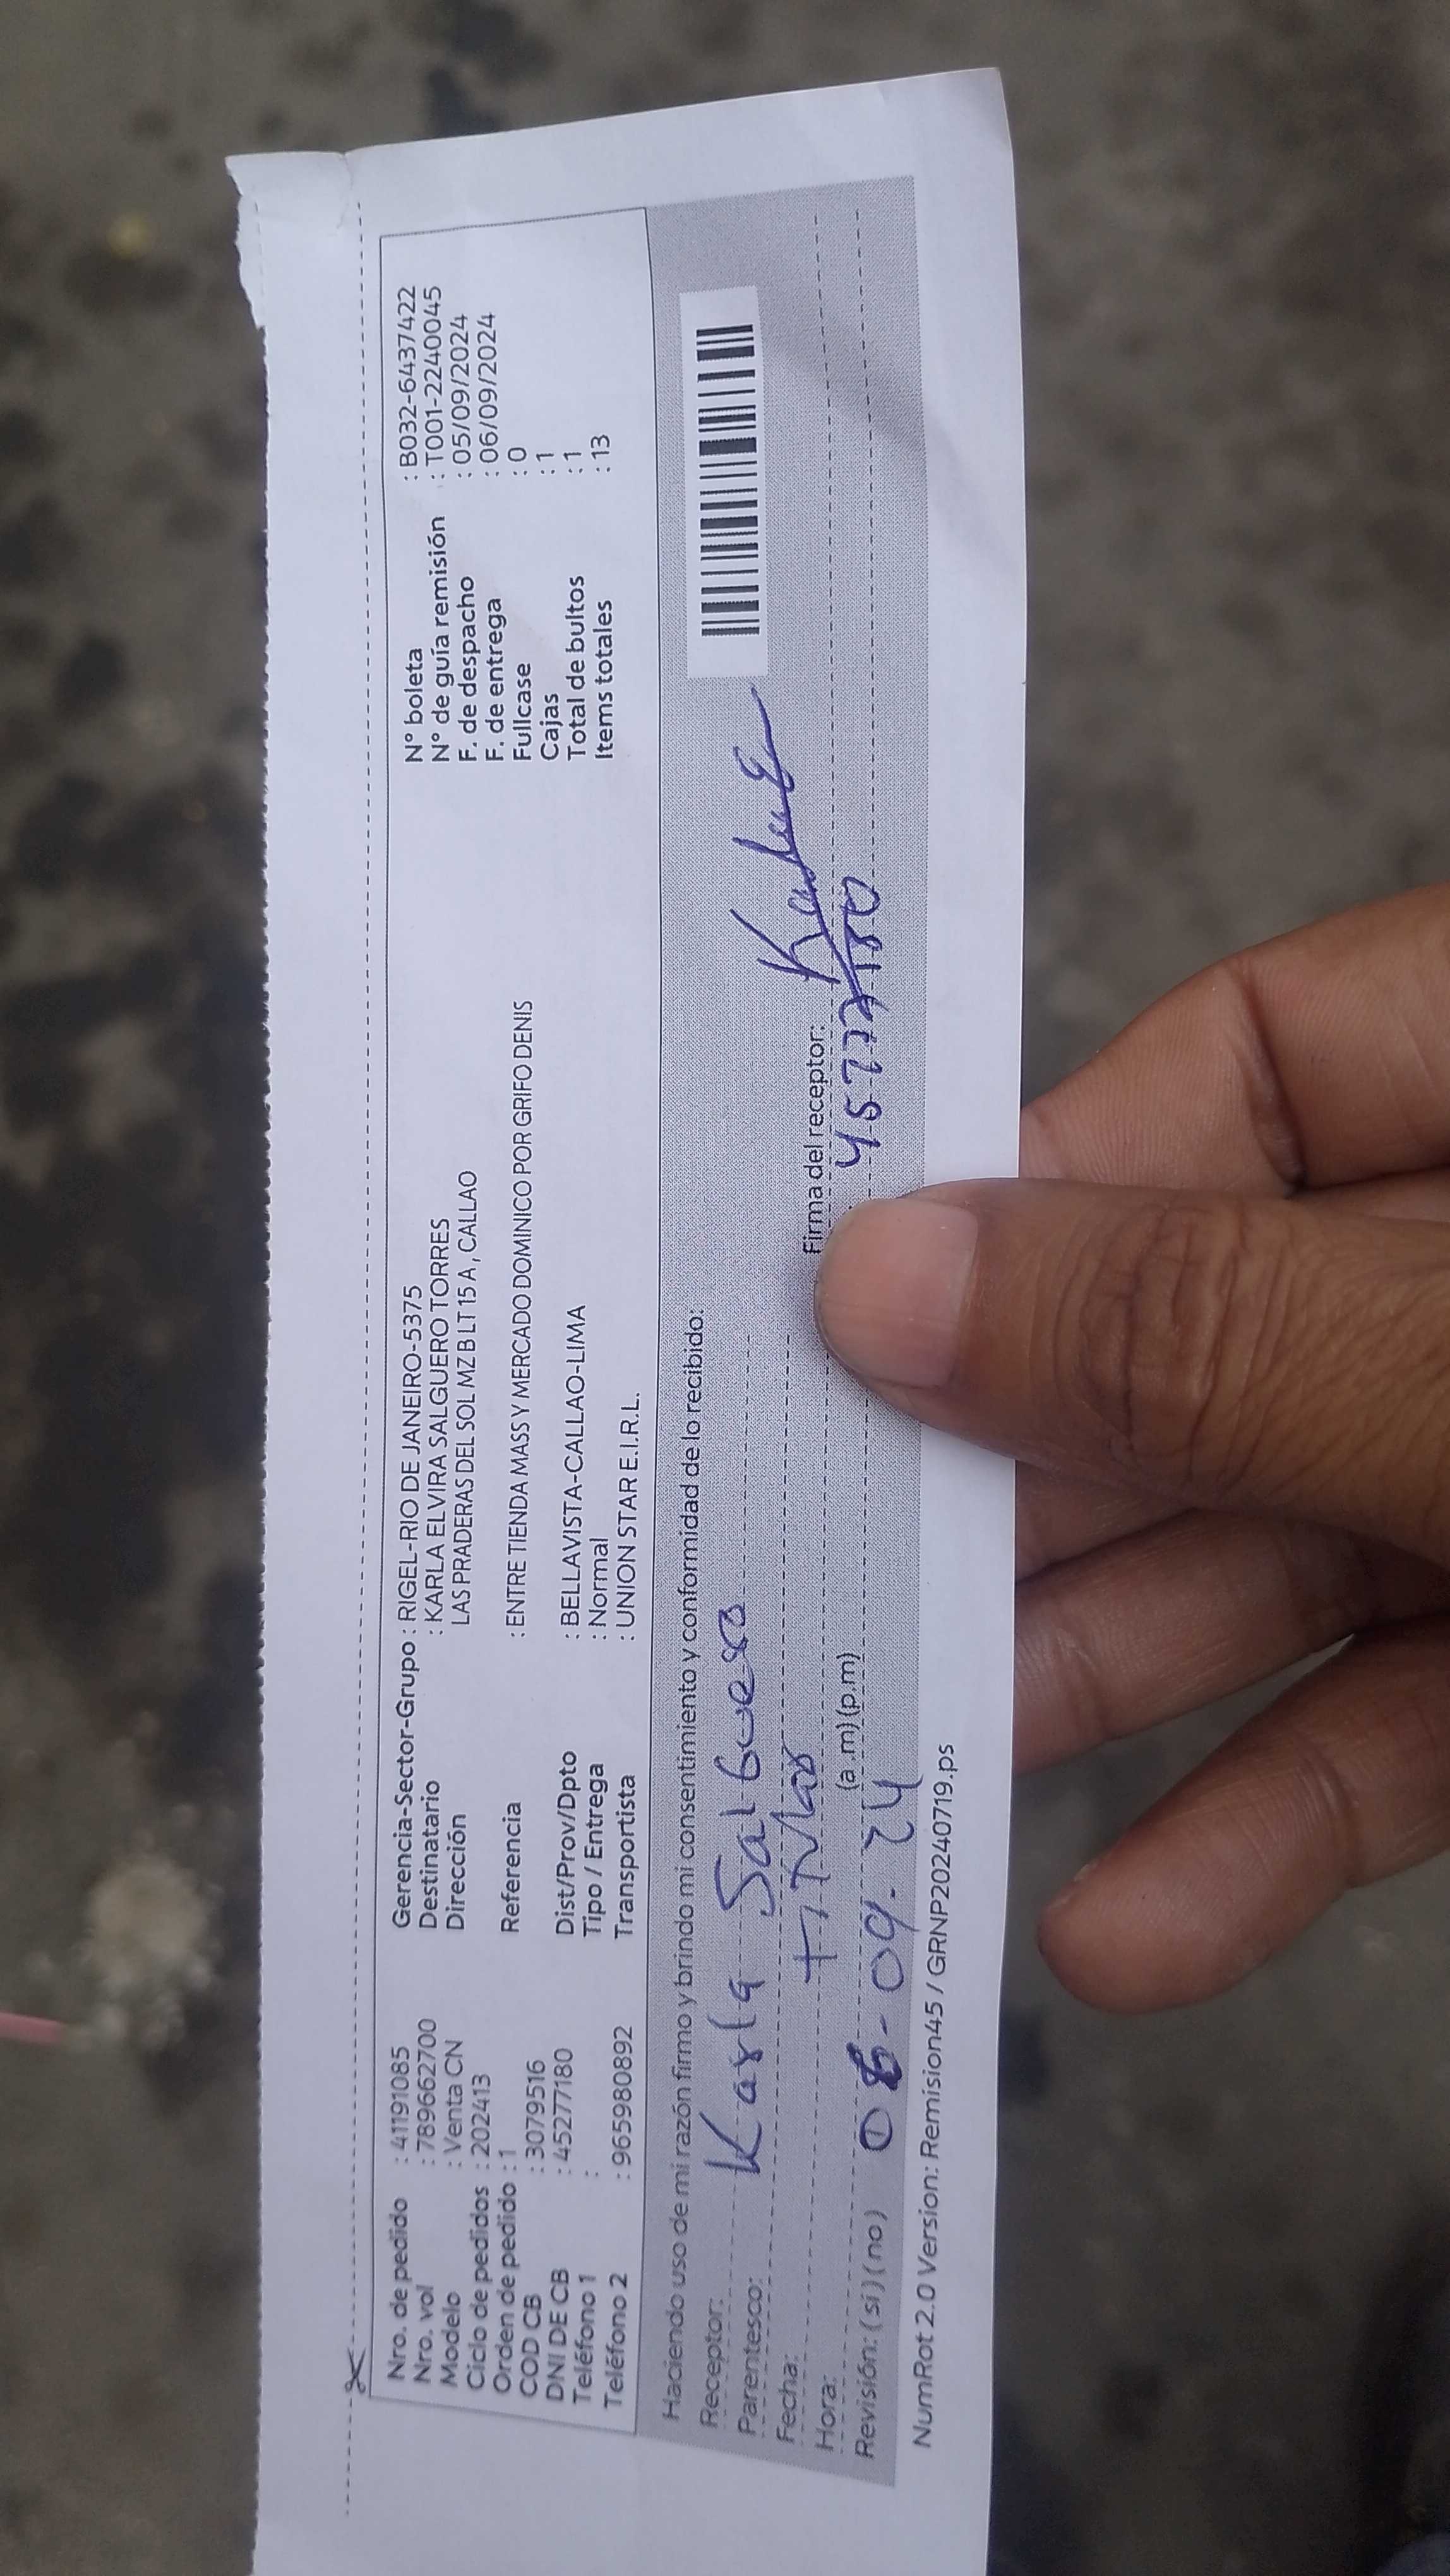 Nro. de pedido : 41191085
Nro. vol : 789662700
Modelo : Venta CN
Ciclo de pedidos : 202413
Orden de pedido : 1
COD CB : 3079516
DNI DE CB : 45277180
Teléfono 1 :
Teléfono 2 : 965980892
Gerencia-Sector-Grupo : RIGEL-RIO DE JANEIRO-5375
Destinatario : KARLA ELVIRA SALGUERO TORRES
Dirección LAS PRADERAS DEL SOL MZ B LT 15 A , CALLAO
Referencia : ENTRE TIENDA MASS Y MERCADO DOMINICO POR GRIFO DENIS
Dist/Prov/Dpto : BELLAVISTA-CALLAO-LIMA
Tipo / Entrega : Normal
Transportista : UNION STAR E.I.R.L.
N° boleta : B032-6437422
N° de guía remisión : T001-2240045
F. de despacho : 05/09/2024
F. de entrega : 06/09/2024
Fullcase : 0
Cajas : 1
Total de bultos : 1
Items totales : 13
Haciendo uso de mi razón firmo y brindo mi consentimiento y conformidad de lo recibido:
Receptor: Karla Salguero
Parentesco:
Fecha: Titular
Hora: (a .m) (p.m)
Revisión: ( si ) ( no ) 06-09. 24
Firma del receptor:
45277180
NumRot 2.0 Version: Remision45 / GRNP20240719.ps